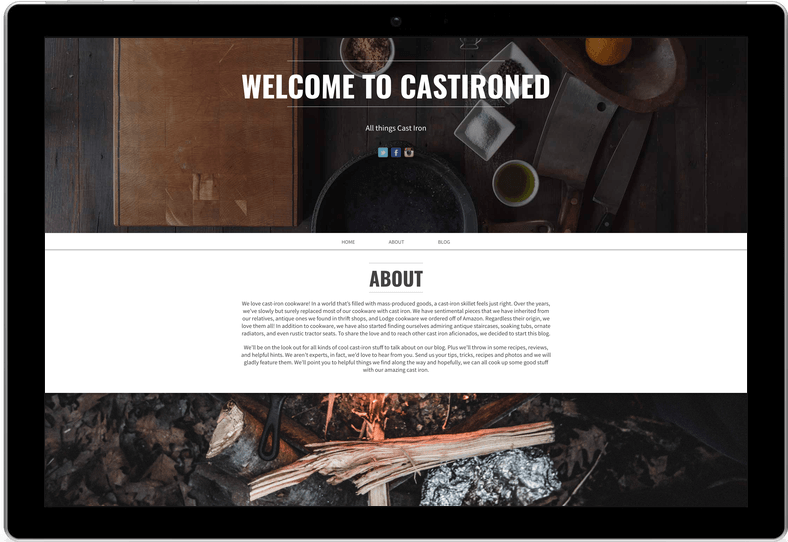 WELCOME TO CASTIRONED
All things Cast Iron
HOME ABOUT BLOG
ABOUT
We love cast-iron cookware! In a world that's filled with mass-produced goods, a cast-iron skillet feels just right. Over the years,
we've slowly but surely replaced most of our cookware with cast iron. We have sentimental pieces that we have inherited from
our relatives, antique ones we found in thrift shops, and Lodge cookware we ordered off of Amazon. Regardless their origin, we
love them all! In addition to cookware, we have also started finding ourselves admiring antique staircases, soaking tubs, ornate
radiators, and even rustic tractor seats. To share the love and to reach other cast iron aficionados, we decided to start this blog.
We'll be on the look out for all kinds of cool cast-iron stuff to talk about on our blog. Plus we'll throw in some recipes, reviews,
and helpful hints. We aren't experts, in fact, we'd love to hear from you. Send us your tips, tricks, recipes and photos and we will
gladly feature them. We'll point you to helpful things we find along the way and hopefully, we can all cook up some good stuff
with our amazing cast iron.